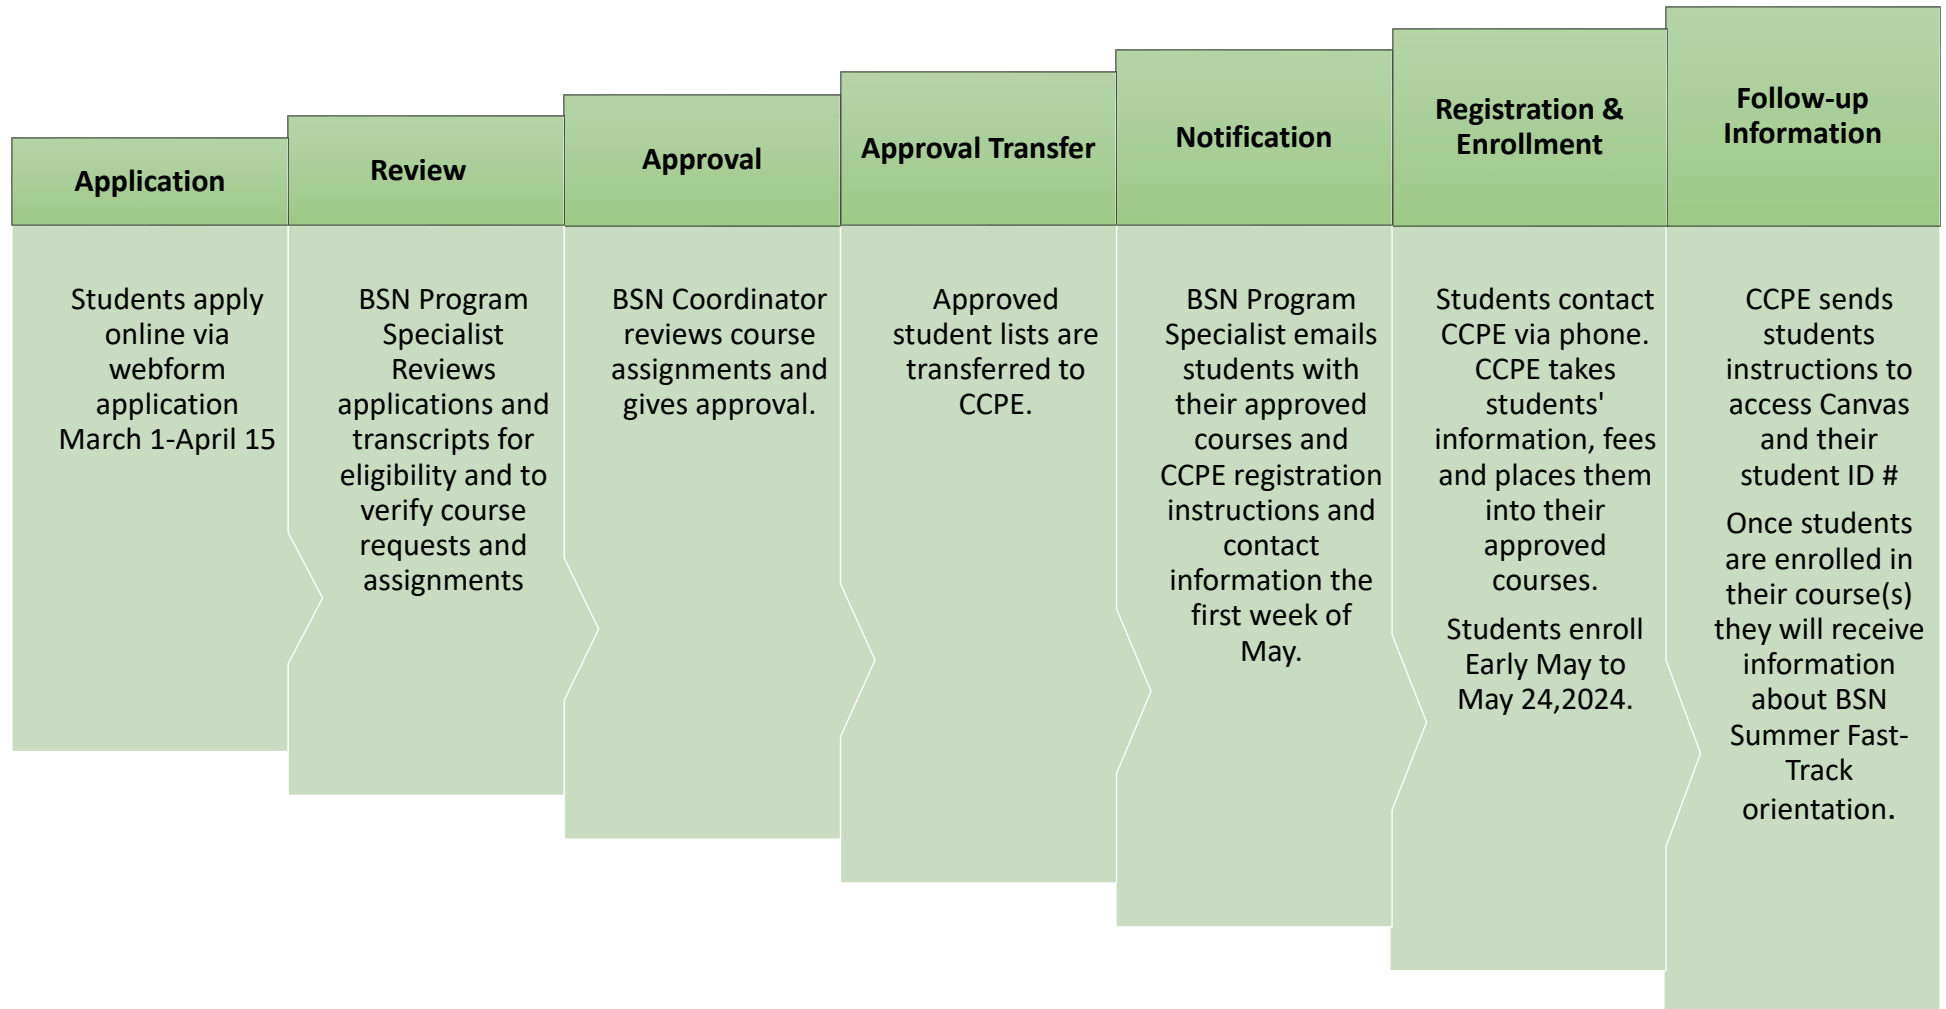 Application
Students apply
online via
webform
application
March 1-April 15
Review
BSN Program
Specialist
Reviews
applications and
transcripts for
eligibility and to
verify course
requests and
assignments
Approval
BSN Coordinator
reviews course
assignments and
gives approval.
Approval Transfer
Approved
student lists are
transferred to
CCPE.
Notification
BSN Program
Specialist emails
students with
their approved
courses and
CCPE registration
instructions and
contact
information the
first week of
May.
Registration &
Enrollment
Students contact
CCPE via phone.
CCPE takes
students'
information, fees
and places them
into their
approved
courses.
Students enroll
Early May to
May 24,2024.
Follow-up
Information
CCPE sends
students
instructions to
access Canvas
and their
student ID #
Once students
are enrolled in
their course(s)
they will receive
information
about BSN
Summer Fast-
Track
orientation.